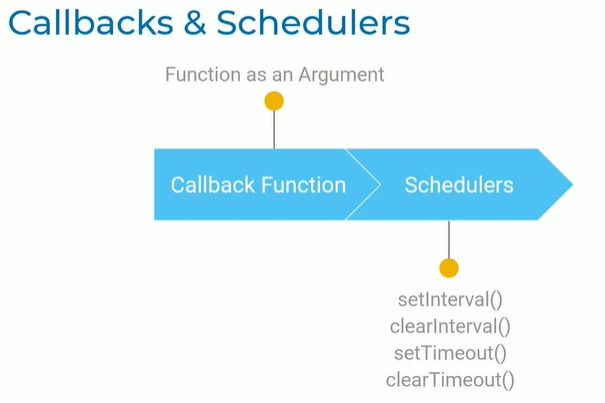 Callbacks & Schedulers
Function as an Argument
Callback Function
Schedulers
setInterval()
clearInterval()
setTimeout()
clearTimeout()